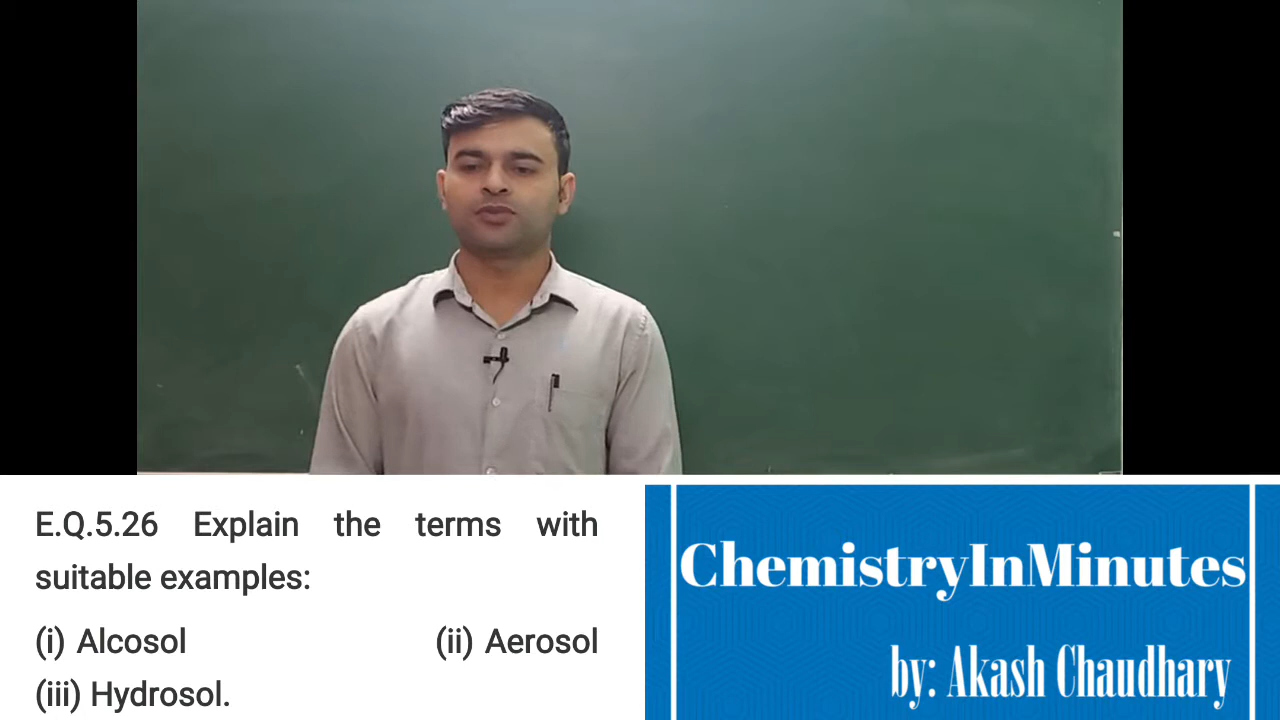 E.Q.5.26 Explain the terms with
suitable examples:
(i) Alcosol (ii) Aerosol
(iii) Hydrosol.
ChemistryInMinutes
by: Akash Chaudhary